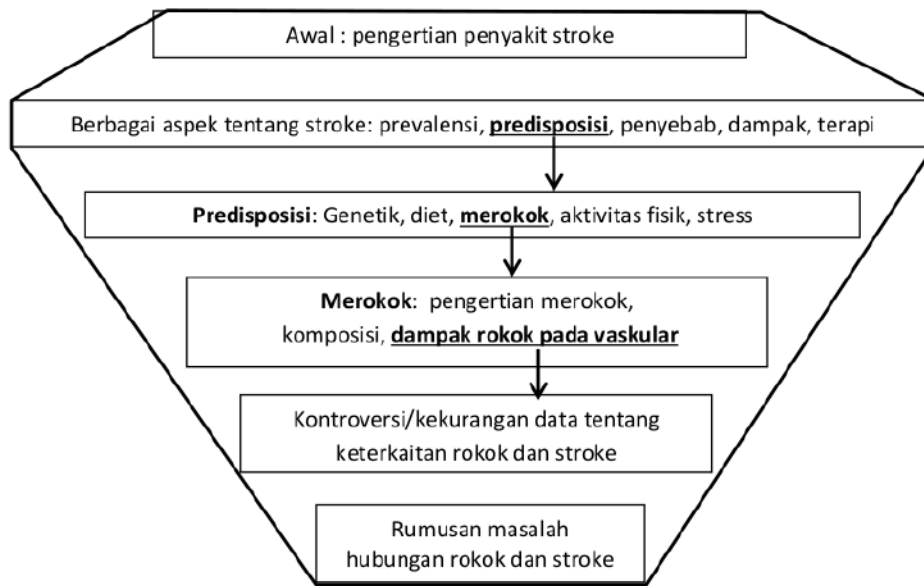 Awal : pengertian penyakit stroke
Berbagai aspek tentang stroke: prevalensi, predisposisi, penyebab, dampak, terapi
Predisposisi: Genetik, diet, merokok, aktivitas fisik, stress
Merokok: pengertian merokok,
komposisi, dampak rokok pada vaskular
Kontroversi/kekurangan data tentang
keterkaitan rokok dan stroke
Rumusan masalah
hubungan rokok dan stroke